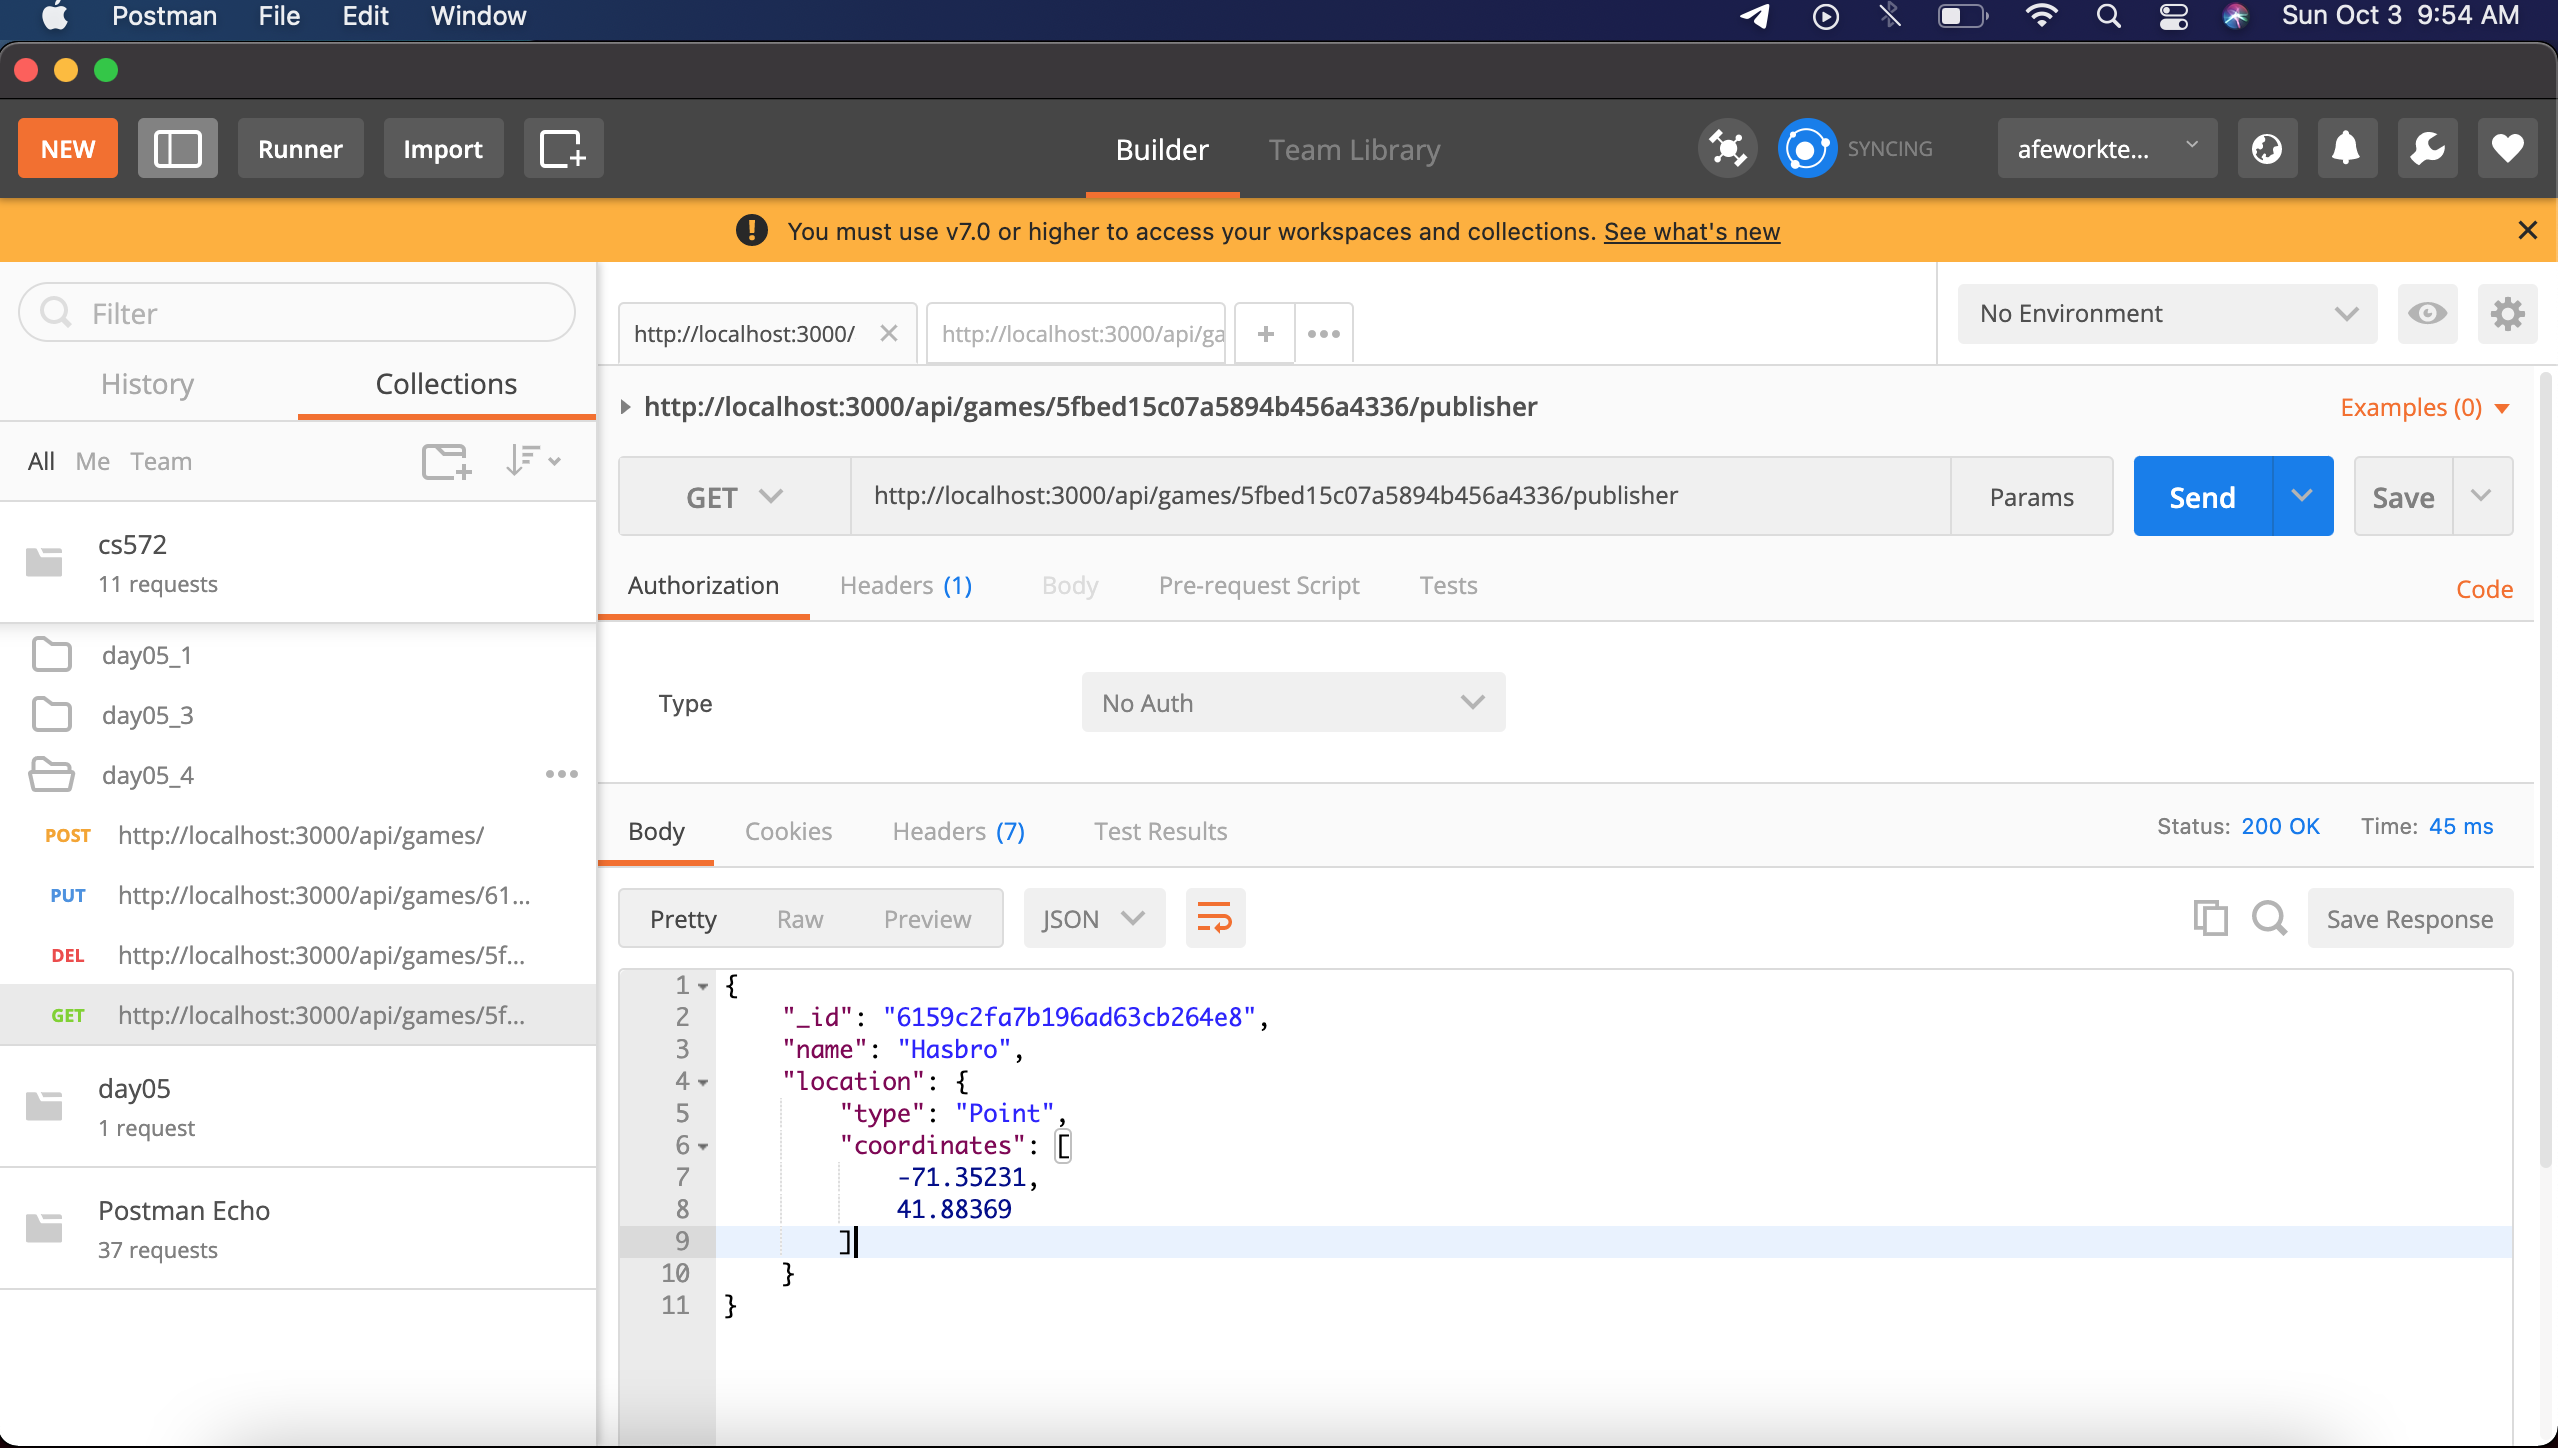 Postman File Edit Window Sun Oct 3 9:54 AM
NEW Runner Import Builder Team Library SYNCING afeworkte...
You must use v7.0 or higher to access your workspaces and collections. See what's new
Filter
http://localhost:3000/ http://localhost:3000/api/ga No Environment
History Collections
http://localhost:3000/api/games/5fbed15c07a5894b456a4336/publisher Examples (0)
All Me Team
GET http://localhost:3000/api/games/5fbed15c07a5894b456a4336/publisher Params Send Save
cs572
11 requests
Authorization Headers (1) Body Pre-request Script Tests Code
day05_1
day05_3
day05_4
Type No Auth
POST http://localhost:3000/api/games/
PUT http://localhost:3000/api/games/61...
DEL http://localhost:3000/api/games/5f...
GET http://localhost:3000/api/games/5f...
day05
1 request
Postman Echo
37 requests
Body Cookies Headers (7) Test Results Status: 200 OK Time: 45 ms
Pretty Raw Preview JSON Save Response
1 {
2 "_id": "6159c2fa7b196ad63cb264e8",
3 "name": "Hasbro",
4 "location": {
5 "type": "Point",
6 "coordinates": [
7 -71.35231,
8 41.88369
9 ]
10 }
11 }